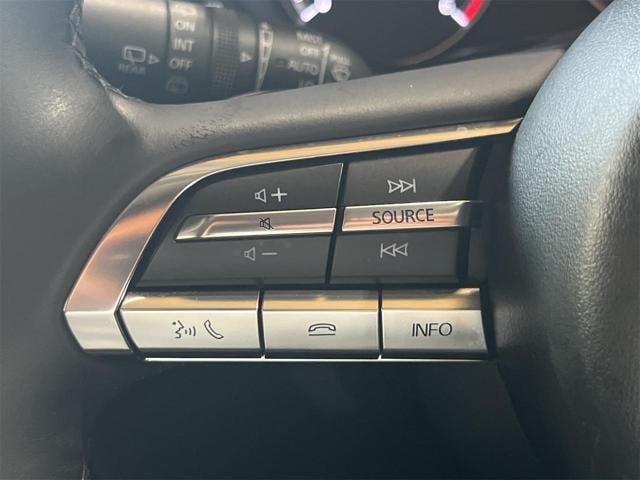 ON
INT
OFF
REAR
OFF
AUTO
SOURCE
INFO